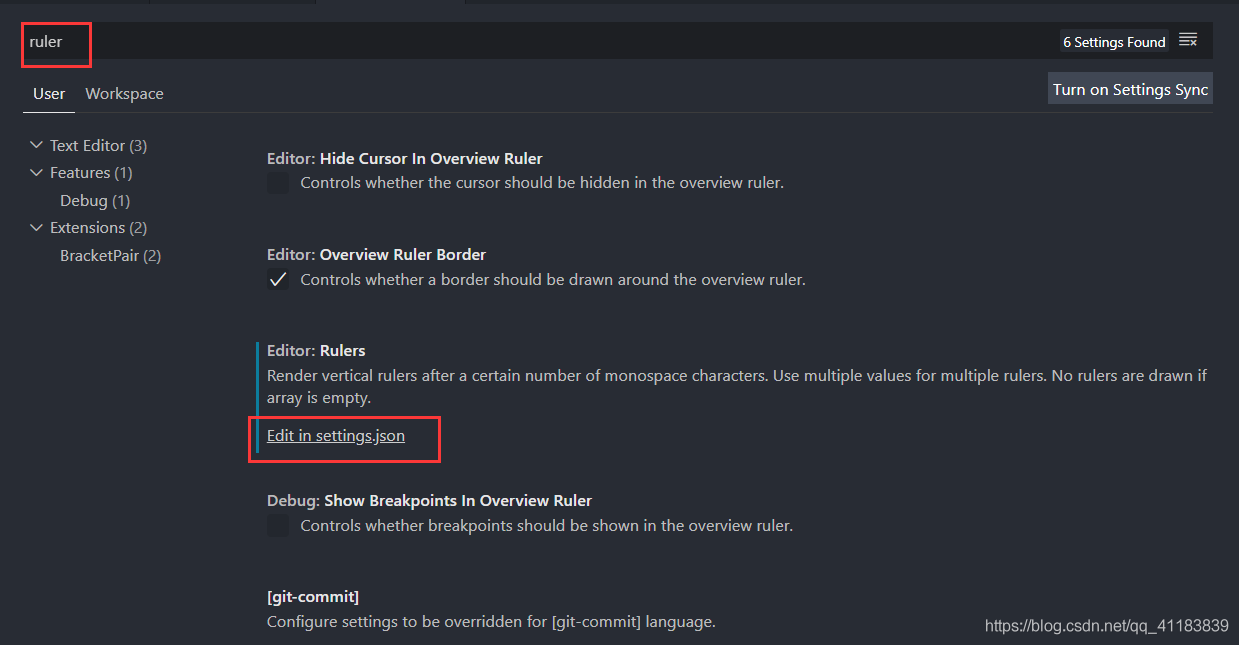 ruler
6 Settings Found
User Workspace
Turn on Settings Sync
Text Editor (3)
Features (1)
Debug (1)
Extensions (2)
BracketPair (2)
Editor: Hide Cursor In Overview Ruler
Controls whether the cursor should be hidden in the overview ruler.
Editor: Overview Ruler Border
Controls whether a border should be drawn around the overview ruler.
Editor: Rulers
Render vertical rulers after a certain number of monospace characters. Use multiple values for multiple rulers. No rulers are drawn if
array is empty.
Edit in settings.json
Debug: Show Breakpoints In Overview Ruler
Controls whether breakpoints should be shown in the overview ruler.
[git-commit]
Configure settings to be overridden for [git-commit] language.
https://blog.csdn.net/qq_41183839